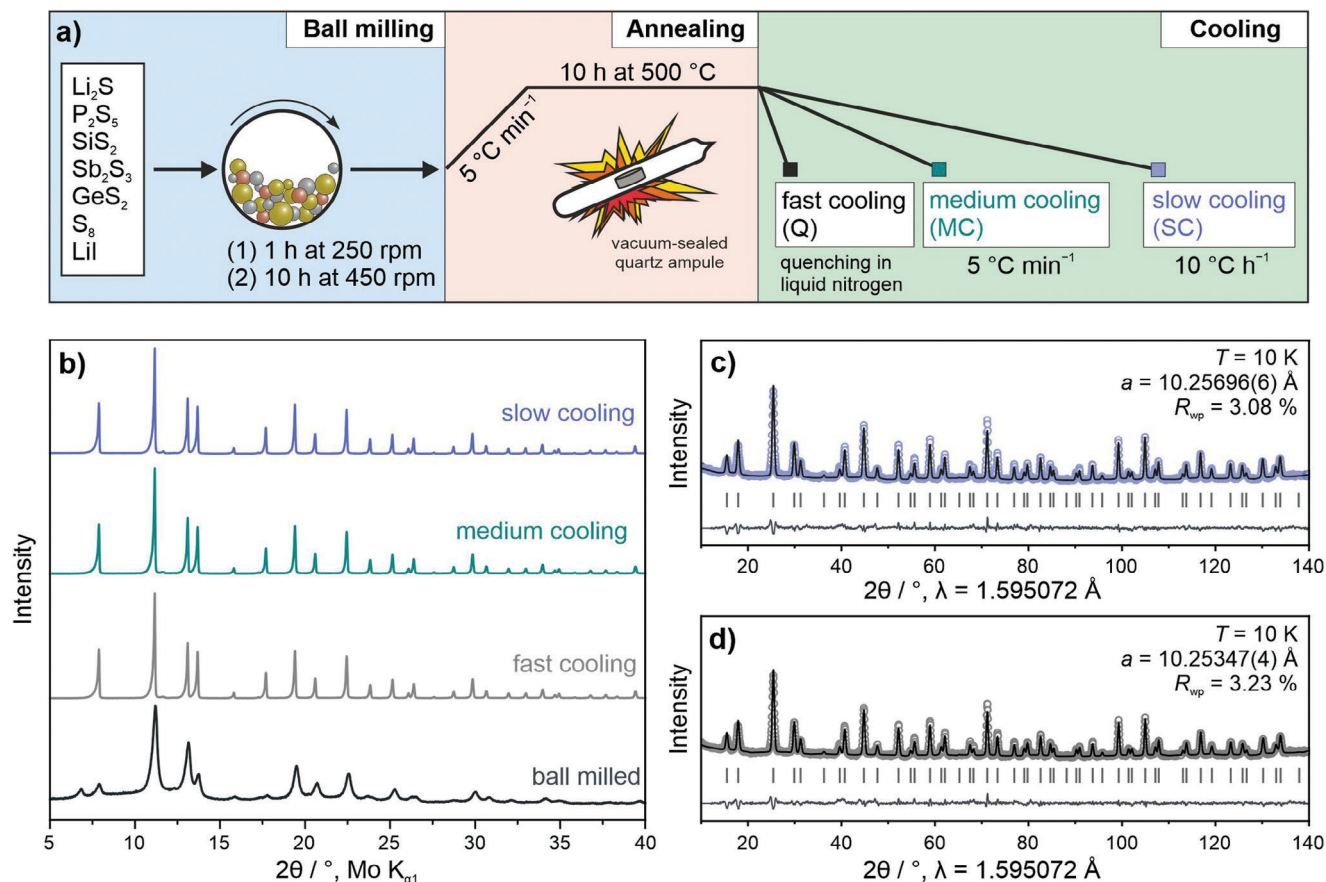 a)
Ball milling
Annealing
Cooling
Li₂S
P₂S₅
SiS₂
Sb₂S₃
GeS₂
S₈
LiI
(1) 1 h at 250 rpm
(2) 10 h at 450 rpm
5 °C min⁻¹
10 h at 500 °C
vacuum-sealed
quartz ampule
fast cooling
(Q)
quenching in
liquid nitrogen
medium cooling
(MC)
5 °C min⁻¹
slow cooling
(SC)
10 °C h⁻¹
b)
slow cooling
medium cooling
fast cooling
ball milled
Intensity
5 10 15 20 25 30 35 40
2θ / °, Mo Kα1
c)
T = 10 K
a = 10.25696(6) Å
Rwp = 3.08 %
Intensity
20 40 60 80 100 120 140
2θ / °, λ = 1.595072 Å
d)
T = 10 K
a = 10.25347(4) Å
Rwp = 3.23 %
Intensity
20 40 60 80 100 120 140
2θ / °, λ = 1.595072 Å